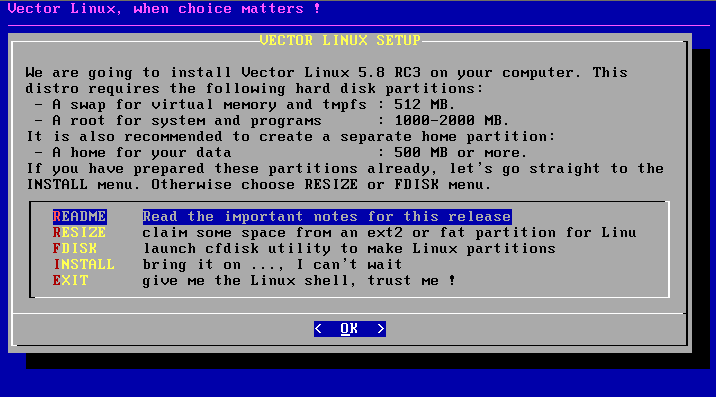 Vector Linux, when choice matters !
VECTOR LINUX SETUP
We are going to install Vector Linux 5.8 RC3 on your computer. This
distro requires the following hard disk partitions:
- A swap for virtual memory and tmpfs : 512 MB.
- A root for system and programs : 1000-2000 MB.
It is also recommended to create a separate home partition:
- A home for your data : 500 MB or more.
If you have prepared these partitions already, let's go straight to the
INSTALL menu. Otherwise choose RESIZE or FDISK menu.
README Read the important notes for this release
RESIZE claim some space from an ext2 or fat partition for Linu
FDISK launch cfdisk utility to make Linux partitions
INSTALL bring it on ..., I can't wait
EXIT give me the Linux shell, trust me !
< OK >